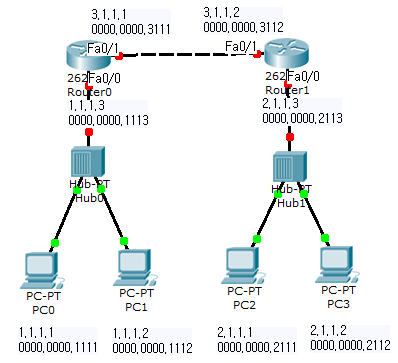 3,1,1,1
0000,0000,3111
3,1,1,2
0000,0000,3112
Fa0/1
Fa0/1
262
Fa0/0
Router0
262
Fa0/0
Router1
1,1,1,3
0000,0000,1113
2,1,1,3
0000,0000,2113
Hub-PT
Hub0
Hub-PT
Hub1
PC-PT
PC0
PC-PT
PC1
PC-PT
PC2
PC-PT
PC3
1,1,1,1
0000,0000,1111
1,1,1,2
0000,0000,1112
2,1,1,1
0000,0000,2111
2,1,1,2
0000,0000,2112